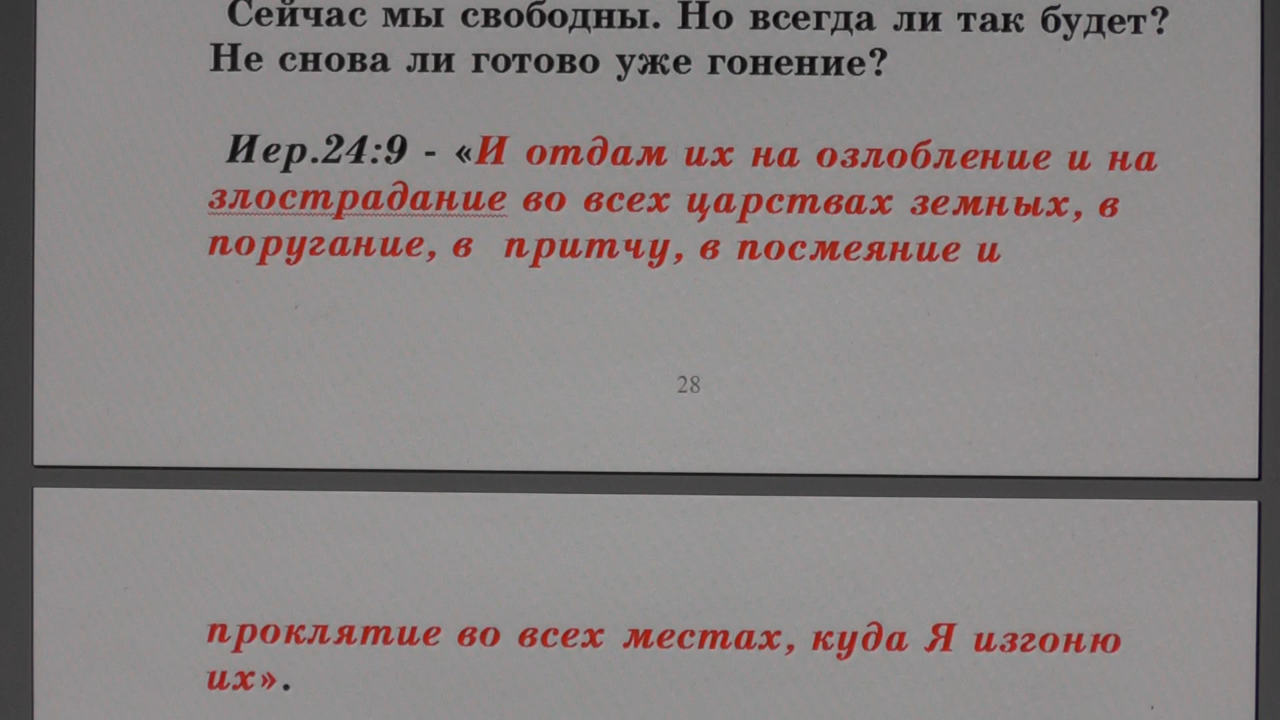 Сейчас мы свободны. Но всегда ли так будет?
Не снова ли готово уже гонение?
Иер.24:9 - «И отдам их на озлобление и на
злострадание во всех царствах земных, в
поругание, в притчу, в посмеяние и
28
проклятие во всех местах, куда Я изгоню
их».